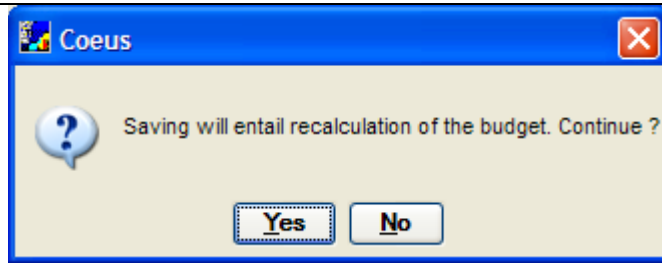 Coeus
Saving will entail recalculation of the budget. Continue ?
Yes No